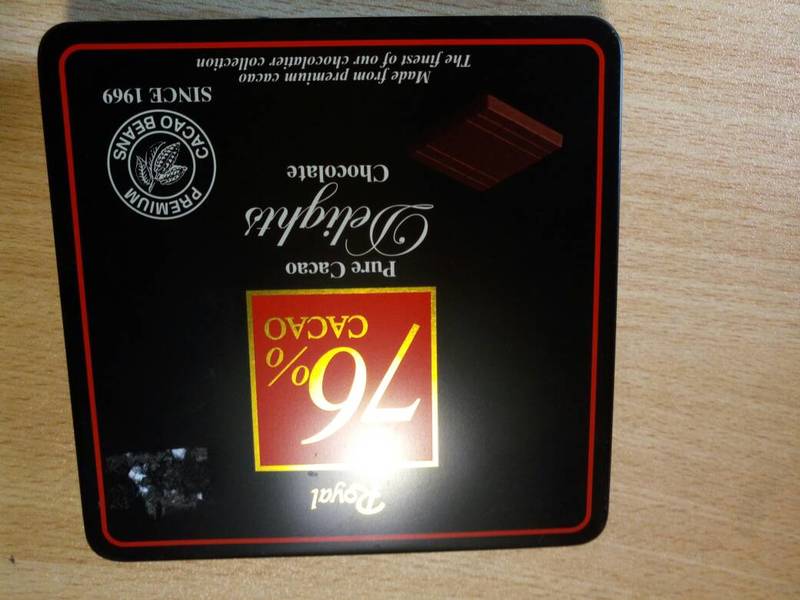 Royal
76%
CACAO
Pure Cacao
Delights
Chocolate
PREMIUM
CACAO BEANS
SINCE 1969
Made from premium cacao
The finest of our chocolatier collection